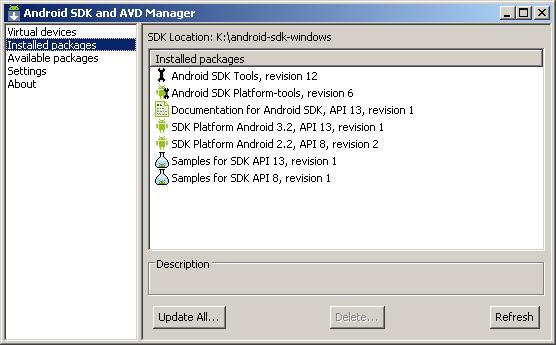 Android SDK and AVD Manager
Virtual devices
Installed packages
Available packages
Settings
About
SDK Location: K:\android-sdk-windows
Installed packages
Android SDK Tools, revision 12
Android SDK Platform-tools, revision 6
Documentation for Android SDK, API 13, revision 1
SDK Platform Android 3.2, API 13, revision 1
SDK Platform Android 2.2, API 8, revision 2
Samples for SDK API 13, revision 1
Samples for SDK API 8, revision 1
Description
Update All...
Delete...
Refresh